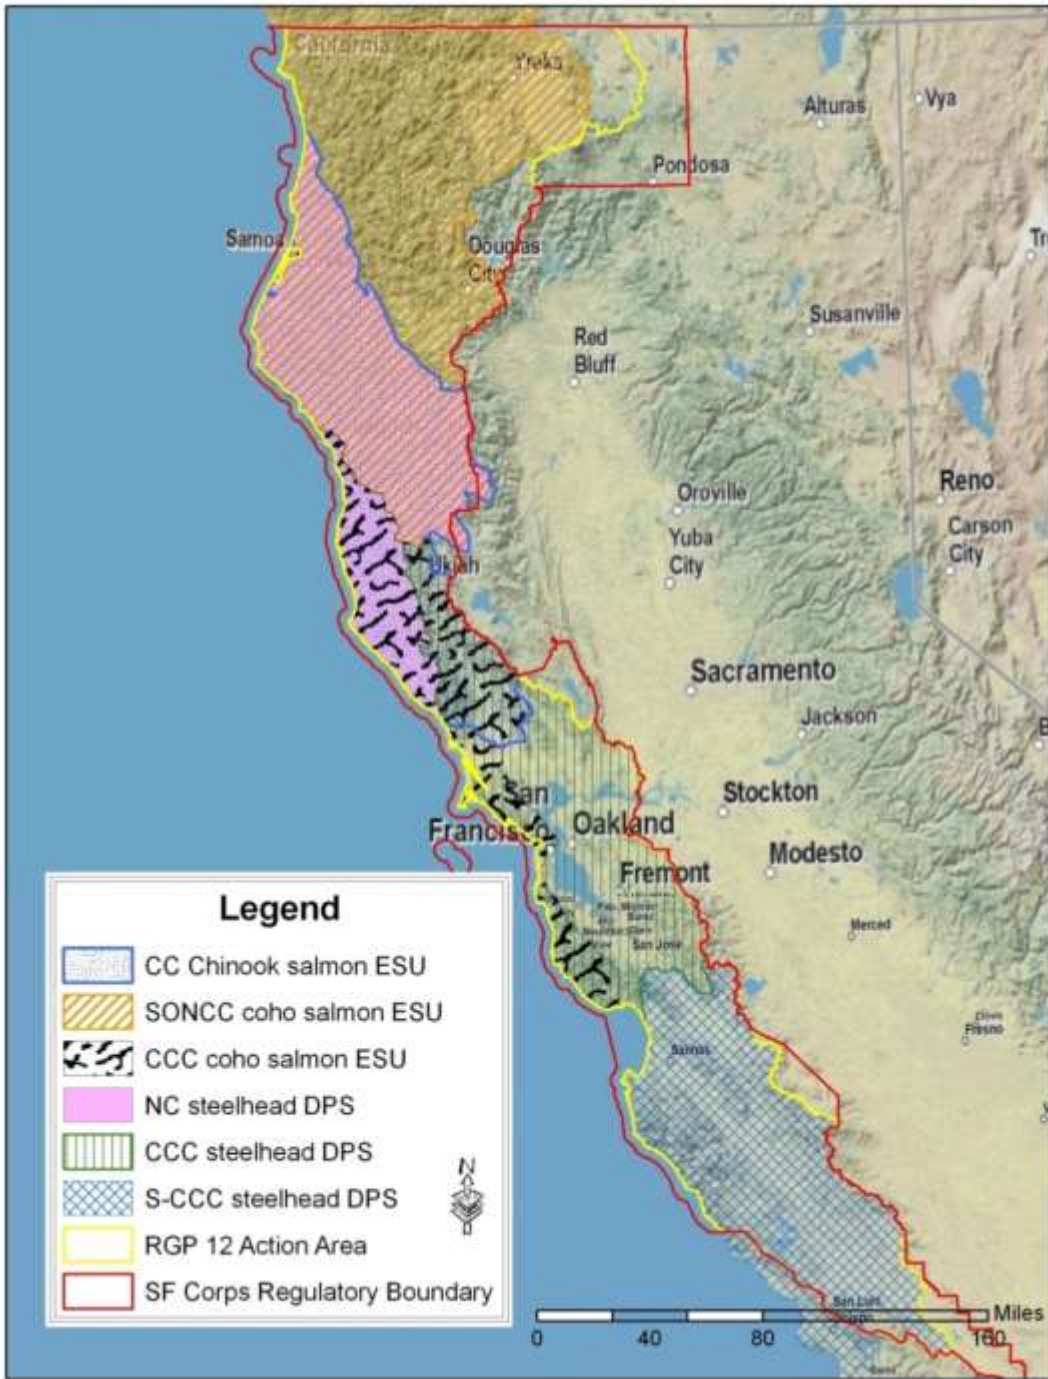 California
Yreka
Alturas
Vya
Pondosa
Samoa
Douglas
City
Susanville
Red
Bluff
Reno
Oroville
Carson
City
Yuba
City
Ukiah
Sacramento
Jackson
Stockton
San
Francisco
Oakland
Modesto
Fremont
Merced
San Jose
Fresno
Salinas
San Luis
Legend
CC Chinook salmon ESU
SONCC coho salmon ESU
CCC coho salmon ESU
NC steelhead DPS
CCC steelhead DPS
S-CCC steelhead DPS
RGP 12 Action Area
SF Corps Regulatory Boundary
N
Miles
0 40 80 160